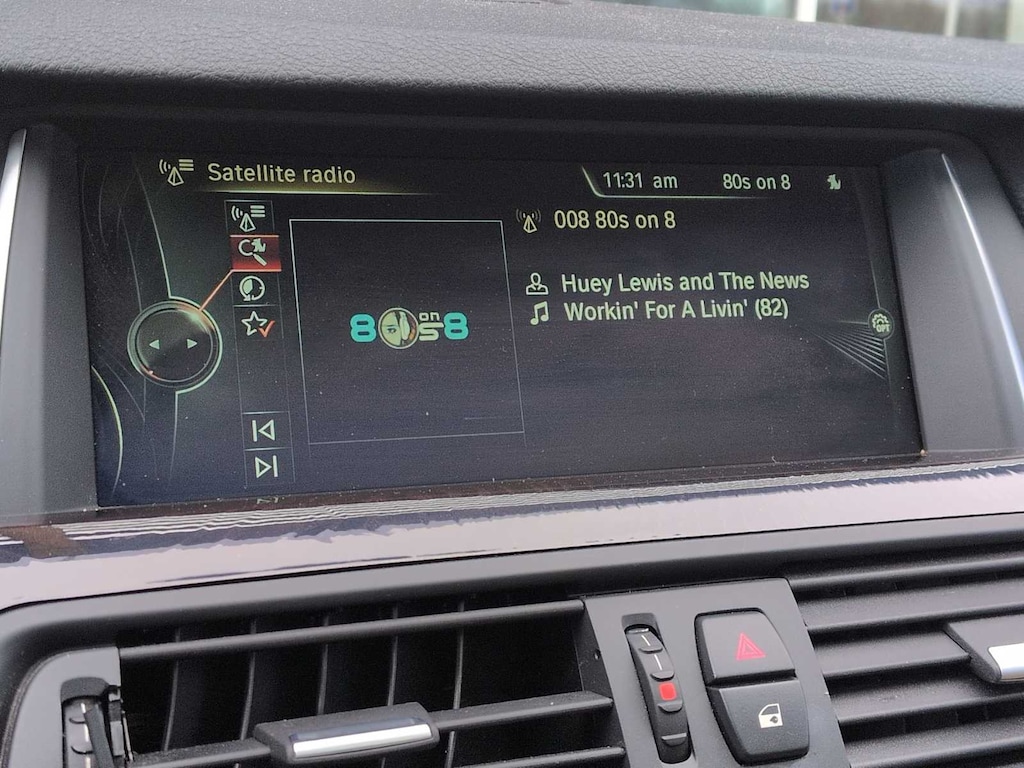 Satellite radio
11:31 am
80s on 8
008 80s on 8
Huey Lewis and The News
Workin' For A Livin' (82)
80s on 8
OPT